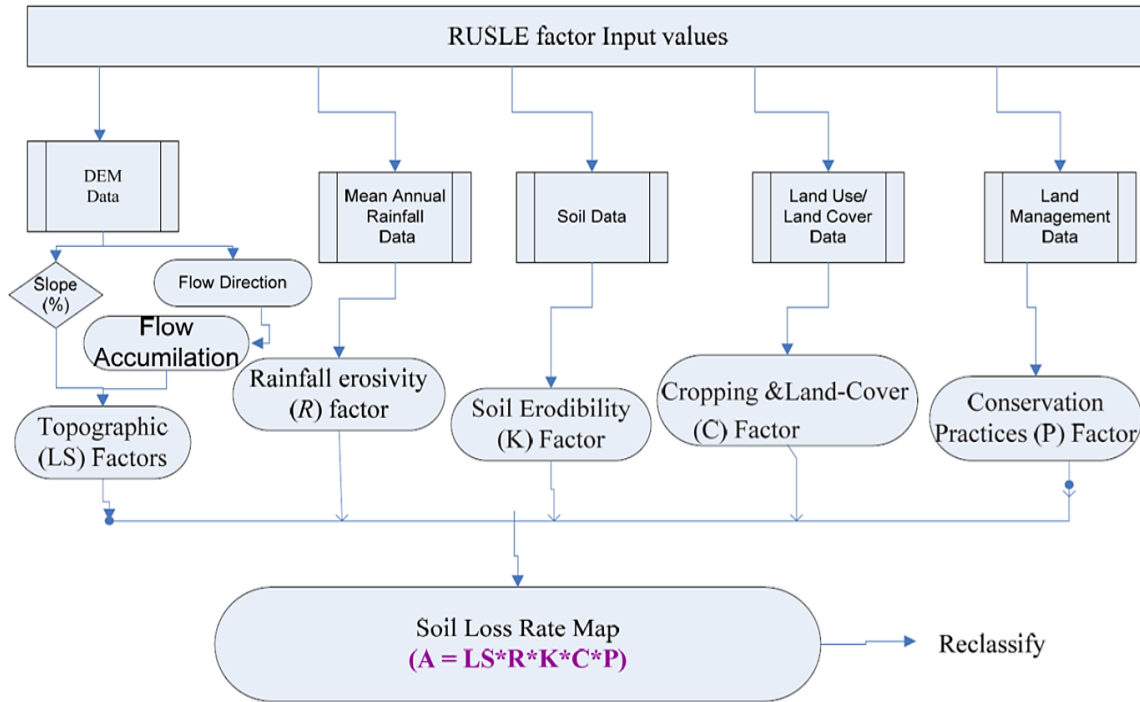 RUSLE factor Input values
DEM
Data
Mean Annual
Rainfall
Data
Soil Data
Land Use/
Land Cover
Data
Land
Management
Data
Slope
(%)
Flow Direction
Flow
Accumilation
Rainfall erosivity
(R) factor
Soil Erodibility
(K) Factor
Cropping &Land-Cover
(C) Factor
Conservation
Practices (P) Factor
Topographic
(LS) Factors
Soil Loss Rate Map
(A = LS*R*K*C*P)
Reclassify